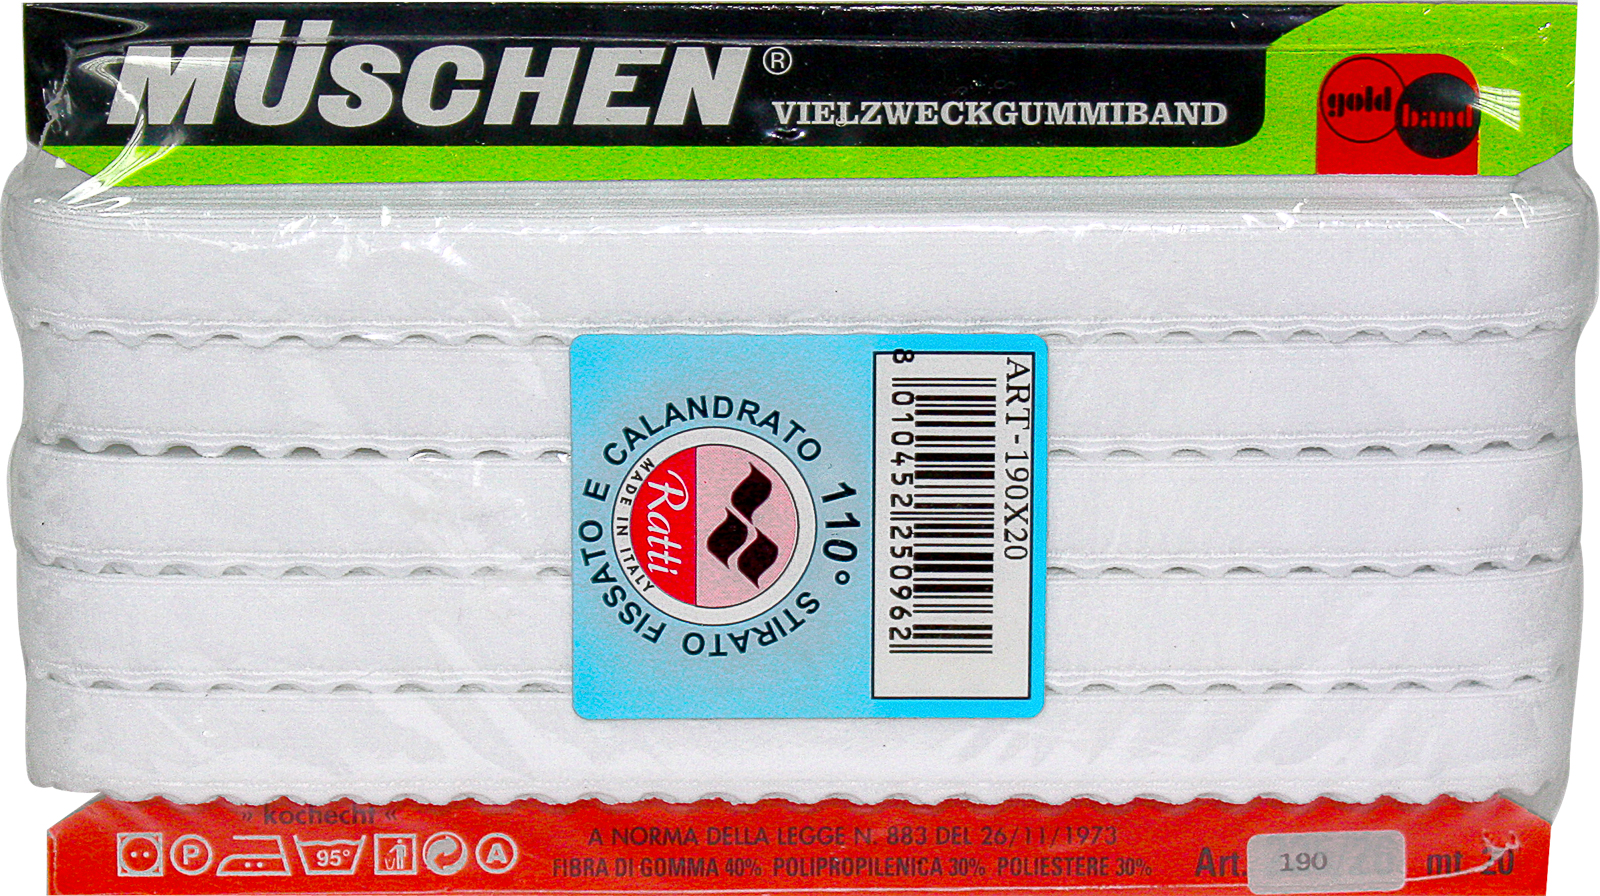 MÜSCHEN®
VIELZWECKGUMMIBAND
gold
band
ART-190X20
8 010452 250962
FISSATO E CALANDRATO 110° STIRATO
Ratti
MADE IN ITALY
» kochecht «
P
95°
A
A NORMA DELLA LEGGE N. 883 DEL 26/11/1973
FIBRA DI GOMMA 40% POLIPROPILENICA 30% POLIESTERE 30%
Art. 190 mt 20